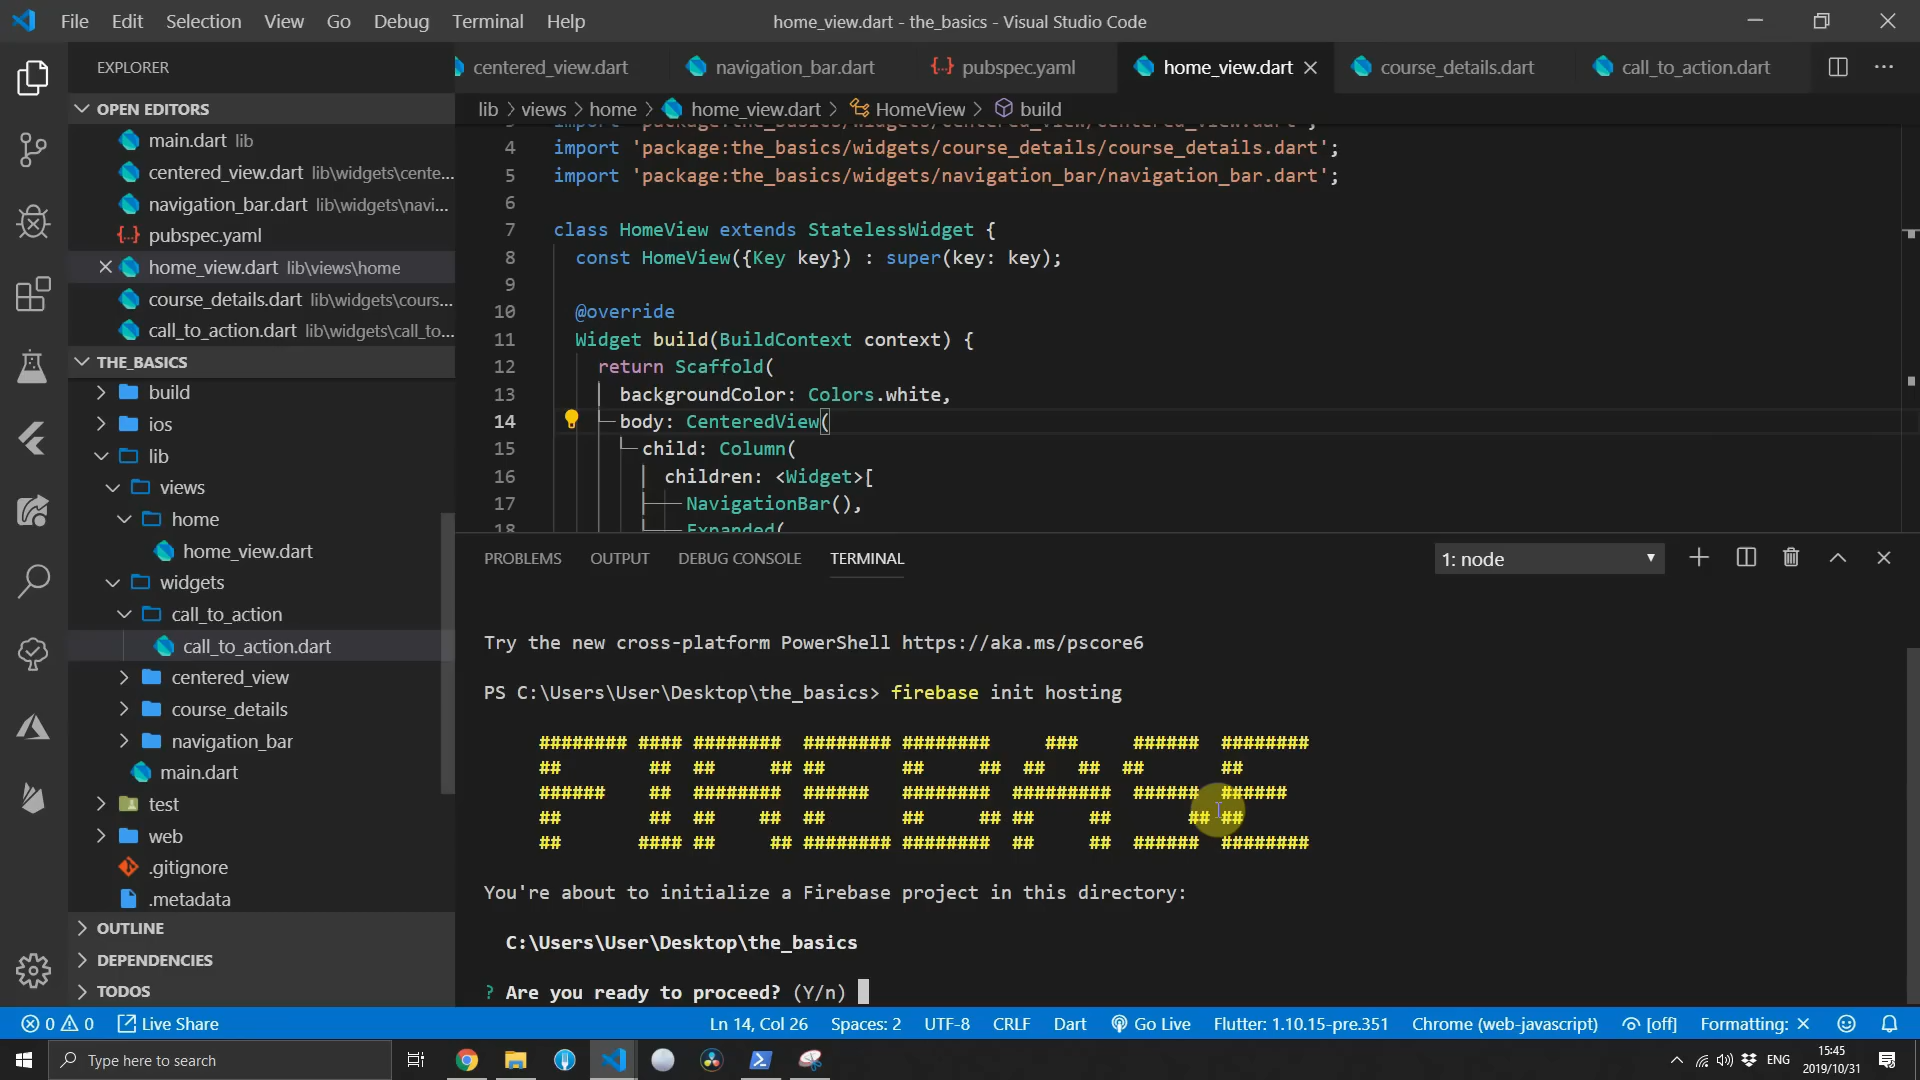 File Edit Selection View Go Debug Terminal Help
home_view.dart - the_basics - Visual Studio Code
EXPLORER
OPEN EDITORS
main.dart lib
centered_view.dart lib\widgets\cente...
navigation_bar.dart lib\widgets\navi...
pubspec.yaml
home_view.dart lib\views\home
course_details.dart lib\widgets\cours...
call_to_action.dart lib\widgets\call_to...
THE_BASICS
build
ios
lib
views
home
home_view.dart
widgets
call_to_action
call_to_action.dart
centered_view
course_details
navigation_bar
main.dart
test
web
.gitignore
.metadata
OUTLINE
DEPENDENCIES
TODOS
centered_view.dart navigation_bar.dart pubspec.yaml home_view.dart course_details.dart call_to_action.dart
lib > views > home > home_view.dart > HomeView > build
3 import 'package:the_basics/widgets/centered_view/centered_view.dart';
4 import 'package:the_basics/widgets/course_details/course_details.dart';
5 import 'package:the_basics/widgets/navigation_bar/navigation_bar.dart';
6
7 class HomeView extends StatelessWidget {
8 const HomeView({Key key}) : super(key: key);
9
10 @override
11 Widget build(BuildContext context) {
12 return Scaffold(
13 backgroundColor: Colors.white,
14 body: CenteredView(
15 child: Column(
16 children: <Widget>[
17 NavigationBar(),
18 Expanded(
PROBLEMS OUTPUT DEBUG CONSOLE TERMINAL
1: node
Try the new cross-platform PowerShell https://aka.ms/pscore6
PS C:\Users\User\Desktop\the_basics> firebase init hosting
######## #### ######## ######## ######## ### ###### ########
## ## ## ## ## ## ## ## ## ## ##
###### ## ######## ###### ######## ######### ###### ######
## ## ## ## ## ## ## ## ## ## ##
## #### ## ## ######## ######## ## ## ###### ########
You're about to initialize a Firebase project in this directory:
C:\Users\User\Desktop\the_basics
? Are you ready to proceed? (Y/n)
0 0 Live Share
Ln 14, Col 26 Spaces: 2 UTF-8 CRLF Dart Go Live Flutter: 1.10.15-pre.351 Chrome (web-javascript) [off] Formatting: ×
Type here to search
ENG
15:45
2019/10/31